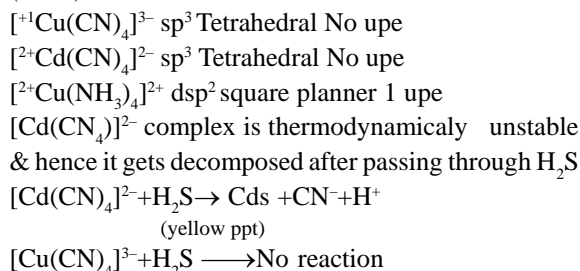 [⁺¹Cu(CN)₄]³⁻ sp³ Tetrahedral No upe
[²⁺Cd(CN)₄]²⁻ sp³ Tetrahedral No upe
[²⁺Cu(NH₃)₄]²⁺ dsp² square planner 1 upe
[Cd(CN₄)]²⁻ complex is thermodynamicaly unstable
& hence it gets decomposed after passing through H₂S
[Cd(CN)₄]²⁻+H₂S→ Cds +CN⁻+H⁺
(yellow ppt)
[Cu(CN)₄]³⁻+H₂S ⟶No reaction